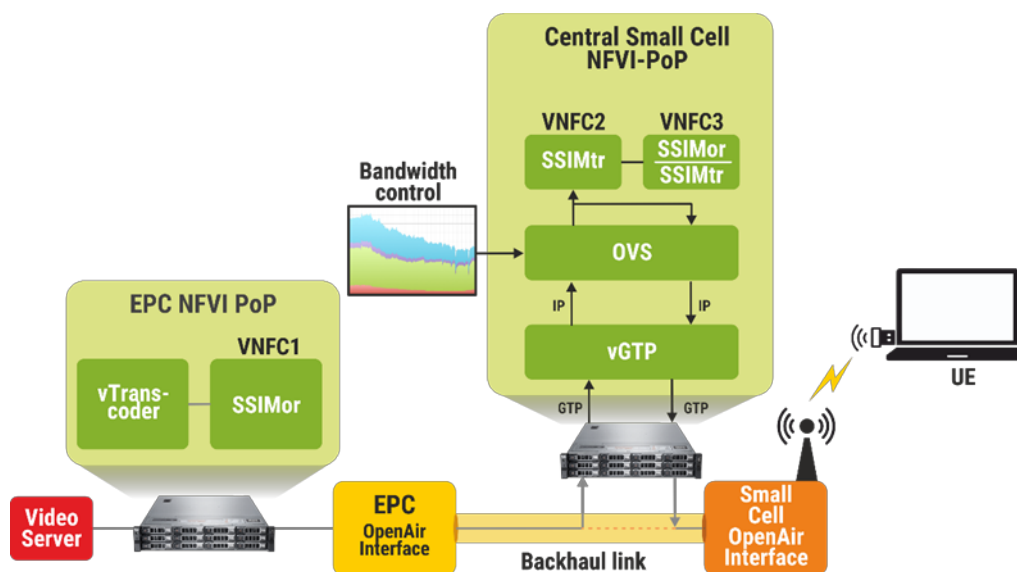 Central Small Cell
NFVI-PoP
VNFC2
VNFC3
SSIMtr
SSIMor
SSIMtr
Bandwidth
control
OVS
IP
IP
vGTP
GTP
GTP
EPC NFVI PoP
VNFC1
vTrans-
coder
SSIMor
UE
Video
Server
EPC
OpenAir
Interface
Backhaul link
Small
Cell
OpenAir
Interface